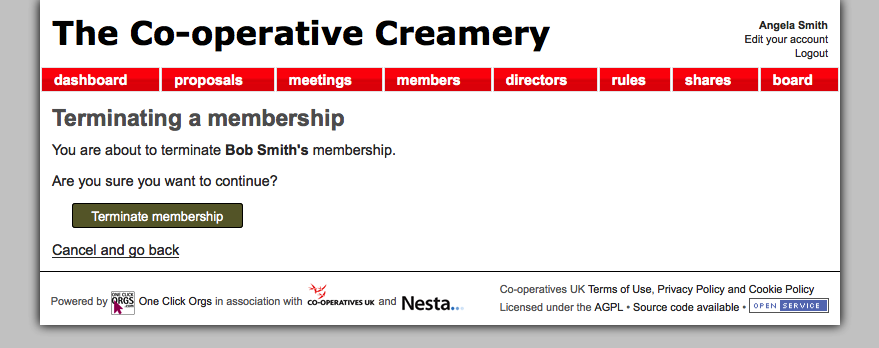 The Co-operative Creamery
Angela Smith
Edit your account
Logout
dashboard proposals meetings members directors rules shares board
Terminating a membership
You are about to terminate Bob Smith's membership.
Are you sure you want to continue?
Terminate membership
Cancel and go back
Powered by ONE CLICK ORGS One Click Orgs in association with CO-OPERATIVES UK and Nesta...
Co-operatives UK Terms of Use, Privacy Policy and Cookie Policy
Licensed under the AGPL • Source code available • OPEN SERVICE